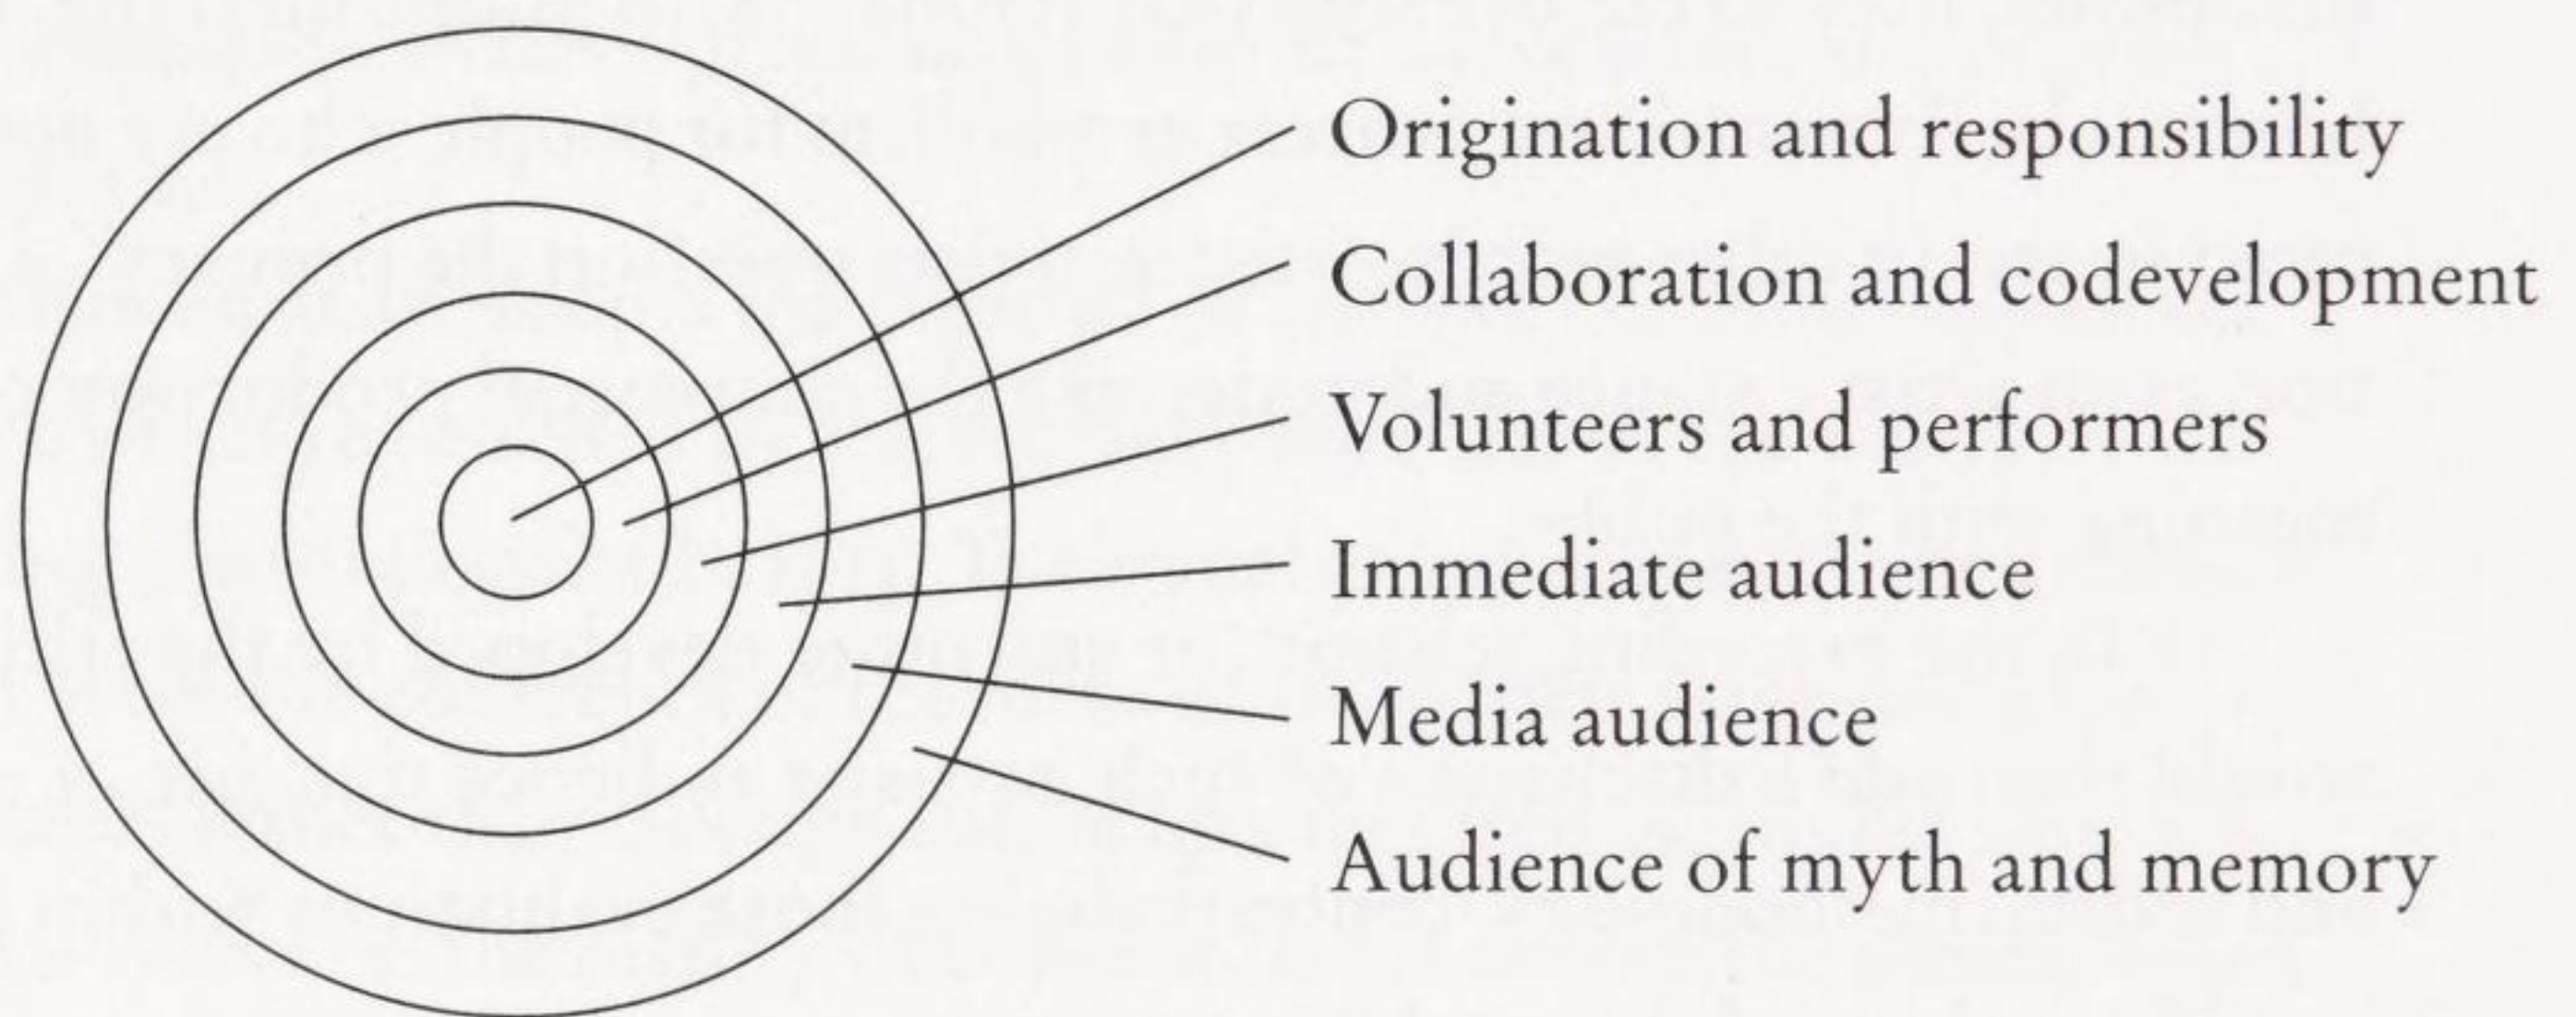 Origination and responsibility
Collaboration and codevelopment
Volunteers and performers
Immediate audience
Media audience
Audience of myth and memory